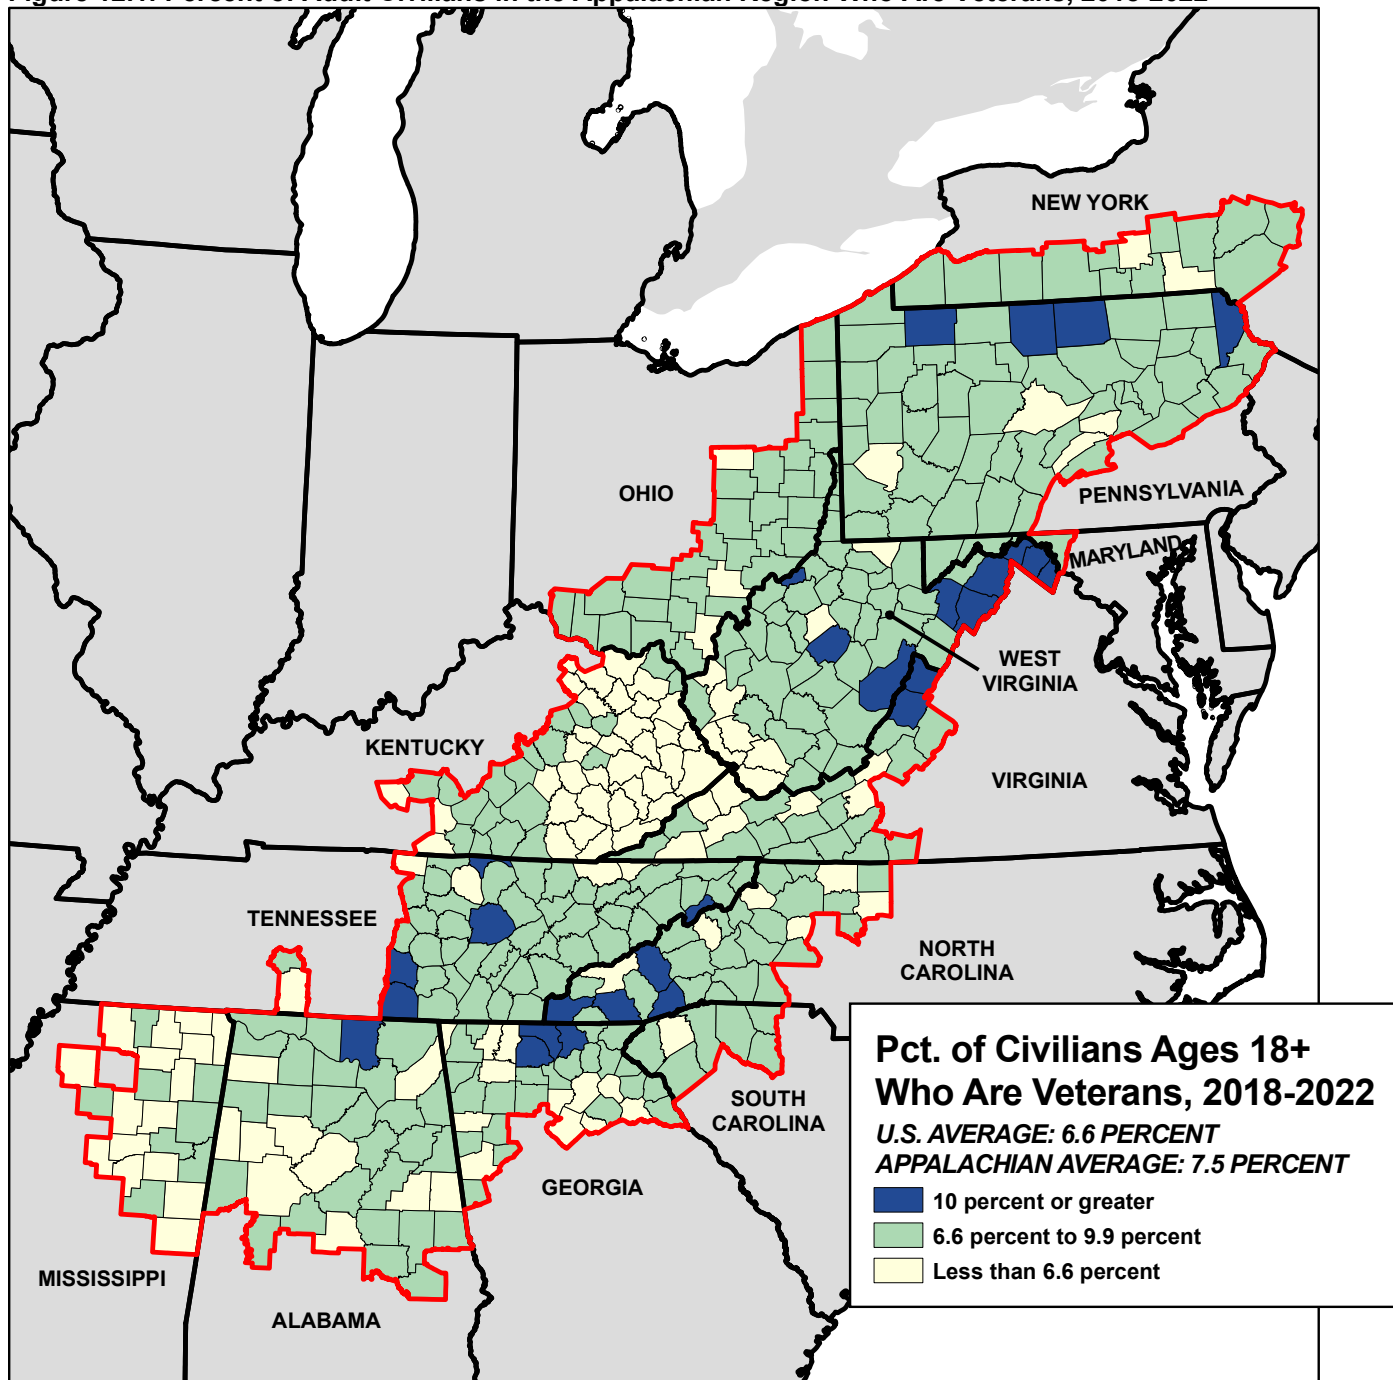 NEW YORK
OHIO
PENNSYLVANIA
MARYLAND
WEST
VIRGINIA
KENTUCKY
VIRGINIA
TENNESSEE
NORTH
CAROLINA
SOUTH
CAROLINA
GEORGIA
MISSISSIPPI
ALABAMA
Pct. of Civilians Ages 18+
Who Are Veterans, 2018-2022
U.S. AVERAGE: 6.6 PERCENT
APPALACHIAN AVERAGE: 7.5 PERCENT
10 percent or greater
6.6 percent to 9.9 percent
Less than 6.6 percent